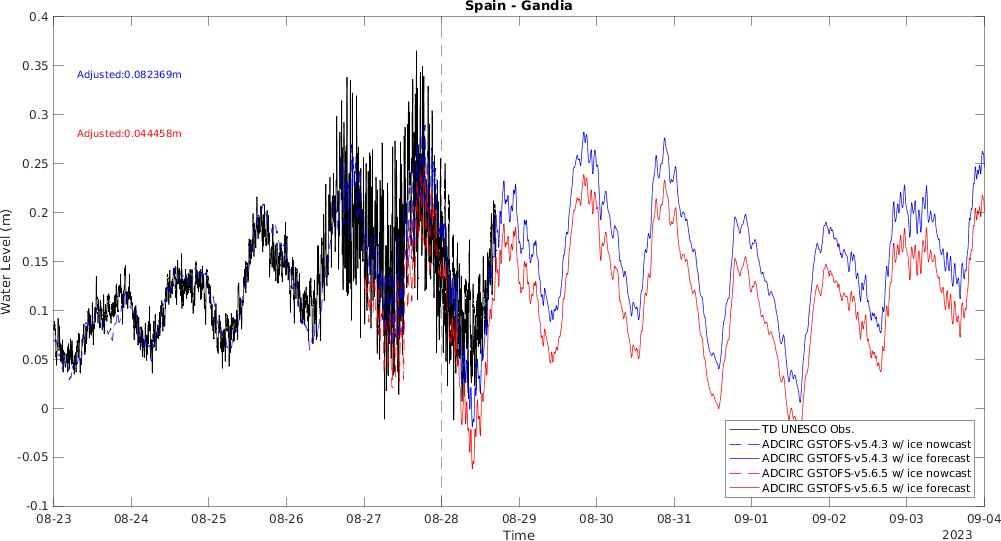 Spain - Gandia
0.4
0.35
0.3
0.25
0.2
0.15
0.1
0.05
0
-0.05
-0.1
Water Level (m)
Adjusted:0.082369m
Adjusted:0.044458m
TD UNESCO Obs.
ADCIRC GSTOFS-v5.4.3 w/ ice nowcast
ADCIRC GSTOFS-v5.4.3 w/ ice forecast
ADCIRC GSTOFS-v5.6.5 w/ ice nowcast
ADCIRC GSTOFS-v5.6.5 w/ ice forecast
08-23 08-24 08-25 08-26 08-27 08-28 08-29 08-30 08-31 09-01 09-02 09-03 09-04
Time 2023